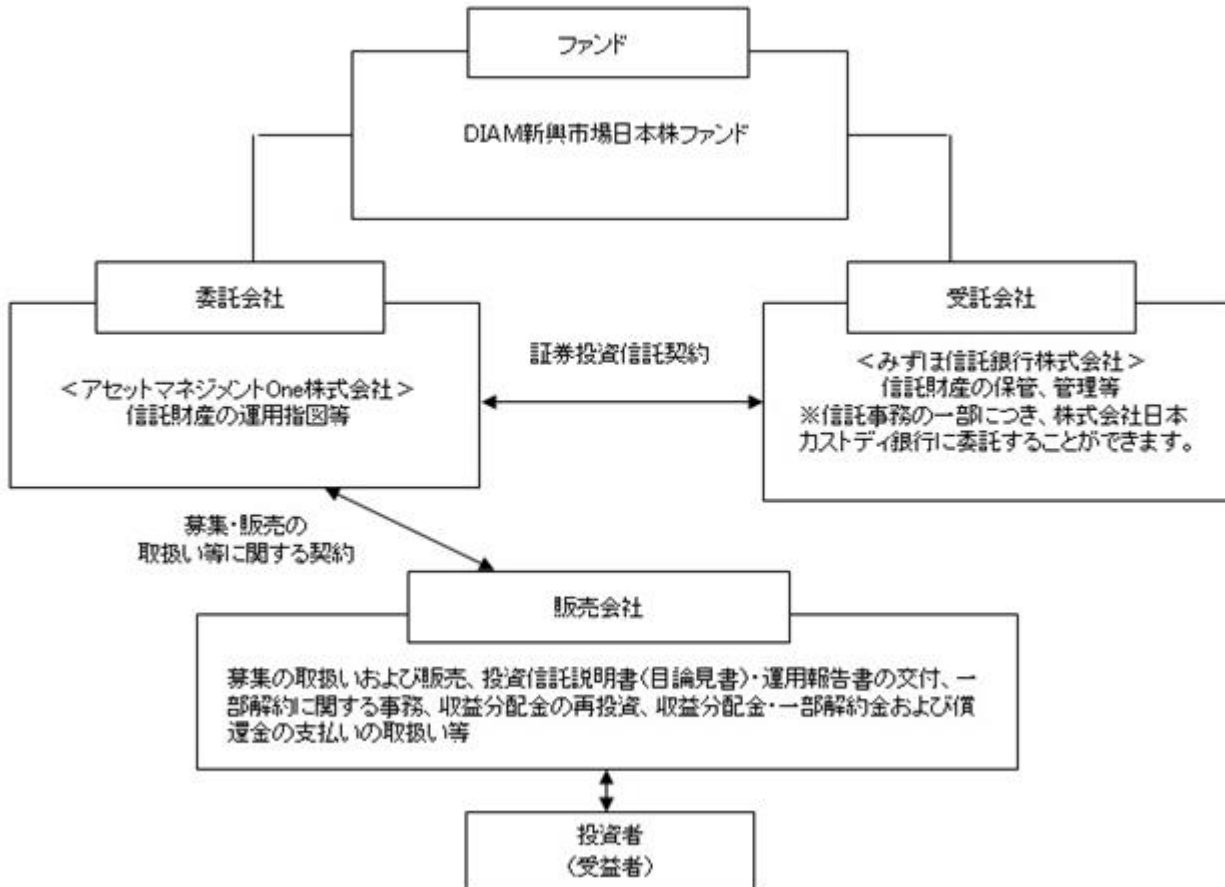 ファンド
DIAM新興市場日本株ファンド
委託会社
<アセットマネジメントOne株式会社>
信託財産の運用指図等
証券投資信託契約
受託会社
<みずほ信託銀行株式会社>
信託財産の保管、管理等
※信託事務の一部につき、株式会社日本
カストディ銀行に委託することができます。
募集・販売の
取扱い等に関する契約
販売会社
募集の取扱いおよび販売、投資信託説明書(目論見書)・運用報告書の交付、一
部解約に関する事務、収益分配金の再投資、収益分配金・一部解約金および償
還金の支払いの取扱い等
投資者
(受益者)